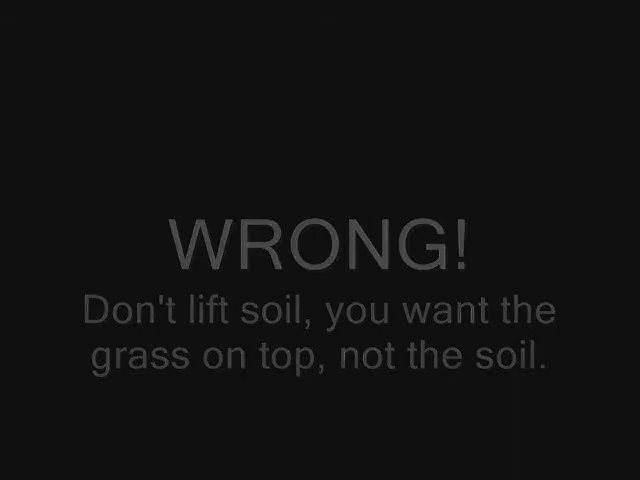 WRONG!
Don't lift soil, you want the
grass on top, not the soil.